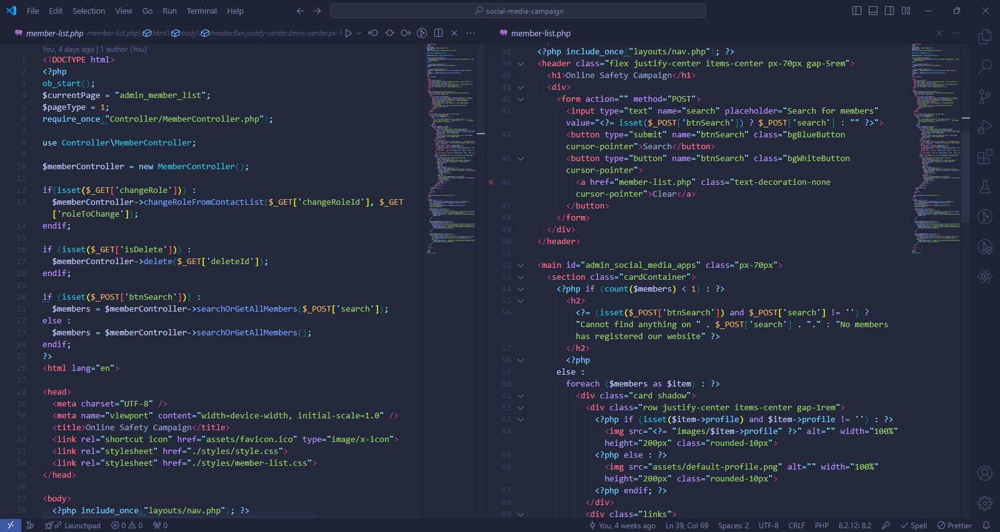 File Edit Selection View Go Run Terminal Help
social-media-campaign
member-list.php member-list.php\ html\ body\ header.flex.justify-center.items-center.px-7
You, 4 days ago | 1 author (You)
1 <!DOCTYPE html>
2 <?php
3 ob_start();
4 $currentPage = "admin_member_list";
5 $pageType = 1;
6 require_once("Controller/MemberController.php");
7
8 use Controller\MemberController;
9
10 $memberController = new MemberController();
11
12 if(isset($_GET['changeRole'])) :
13 $memberController->changeRoleFromContactList($_GET['changeRoleId'], $_GET
['roleToChange']);
14 endif;
15
16 if (isset($_GET['isDelete'])) :
17 $memberController->delete($_GET['deleteId']);
18 endif;
19
20 if (isset($_POST['btnSearch'])) :
21 $members = $memberController->searchOrGetAllMembers($_POST['search']);
22 else :
23 $members = $memberController->searchOrGetAllMembers();
24 endif;
25 ?>
26 <html lang="en">
27
28 <head>
29 <meta charset="UTF-8" />
30 <meta name="viewport" content="width=device-width, initial-scale=1.0" />
31 <title>Online Safety Campaign</title>
32 <link rel="shortcut icon" href="assets/favicon.ico" type="image/x-icon">
33 <link rel="stylesheet" href="./styles/style.css">
34 <link rel="stylesheet" href="./styles/member-list.css">
35 </head>
36
37 <body>
38 <?php include_once("layouts/nav.php"); ?>
member-list.php
38 <?php include_once("layouts/nav.php"); ?>
39 <header class="flex justify-center items-center px-70px gap-5rem">
40 <h1>Online Safety Campaign</h1>
41 <div>
42 <form action="" method="POST">
43 <input type="text" name="search" placeholder="Search for members"
value="<?= isset($_POST['btnSearch']) ? $_POST['search'] : "" ?>">
44 <button type="submit" name="btnSearch" class="bgBlueButton
cursor-pointer">Search</button>
45 <button type="button" name="btnSearch" class="bgWhiteButton
cursor-pointer">
46 <a href="member-list.php" class="text-decoration-none
cursor-pointer">Clear</a>
47 </button>
48 </form>
49 </div>
50 </header>
51
52 <main id="admin_social_media_apps" class="px-70px">
53 <section class="cardContainer">
54 <?php if (count($members) < 1) : ?>
55 <h2>
56 <?= (isset($_POST['btnSearch']) and $_POST['search'] != '') ?
"Cannot find anything on " . $_POST['search'] . "." : "No members
has registered our website" ?>
57 </h2>
58 <?php
59 else :
60 foreach ($members as $item) : ?>
61 <div class="card shadow">
62 <div class="row justify-center items-center gap-1rem">
63 <?php if (isset($item->profile) and $item->profile != '') : ?>
64 <img src="<?= "images/$item->profile" ?>" alt="" width="100%"
height="200px" class="rounded-10px">
65 <?php else : ?>
66 <img src="assets/default-profile.png" alt="" width="100%"
height="200px" class="rounded-10px">
67 <?php endif; ?>
68 </div>
69 <div class="links">
Launchpad 0 0 0 You, 4 weeks ago Ln 39, Col 69 Spaces: 2 UTF-8 CRLF PHP 8.2.12: 8.2 Spell Prettier